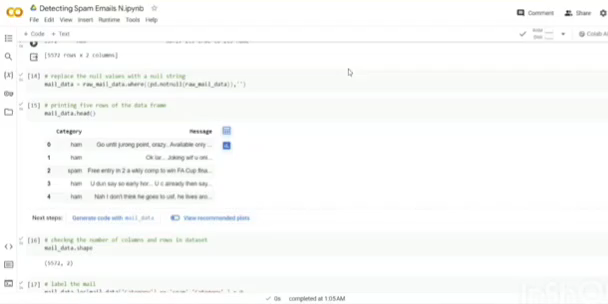 Detecting Spam Emails N.ipynb
File Edit View Insert Runtime Tools Help
Comment Share
+ Code + Text
RAM
Disk
Colab A
[5572 rows x 2 columns]
[14] # replace the null values with a null string
mail_data = raw_mail_data.where((pd.notnull(raw_mail_data)),'')
[15] # printing five rows of the data frame
mail_data.head()
Category Message
0 ham Go until jurong point, crazy.. Available only ...
1 ham Ok lar... Joking wif u oni...
2 spam Free entry in 2 a wkly comp to win FA Cup fina...
3 ham U dun say so early hor... U c already then say...
4 ham Nah I don't think he goes to usf, he lives aro...
Next steps: Generate code with mail_data View recommended plots
[16] # checking the number of columns and rows in dataset
mail_data.shape
(5572, 2)
[17] # label the mail
0s completed at 1:05 AM